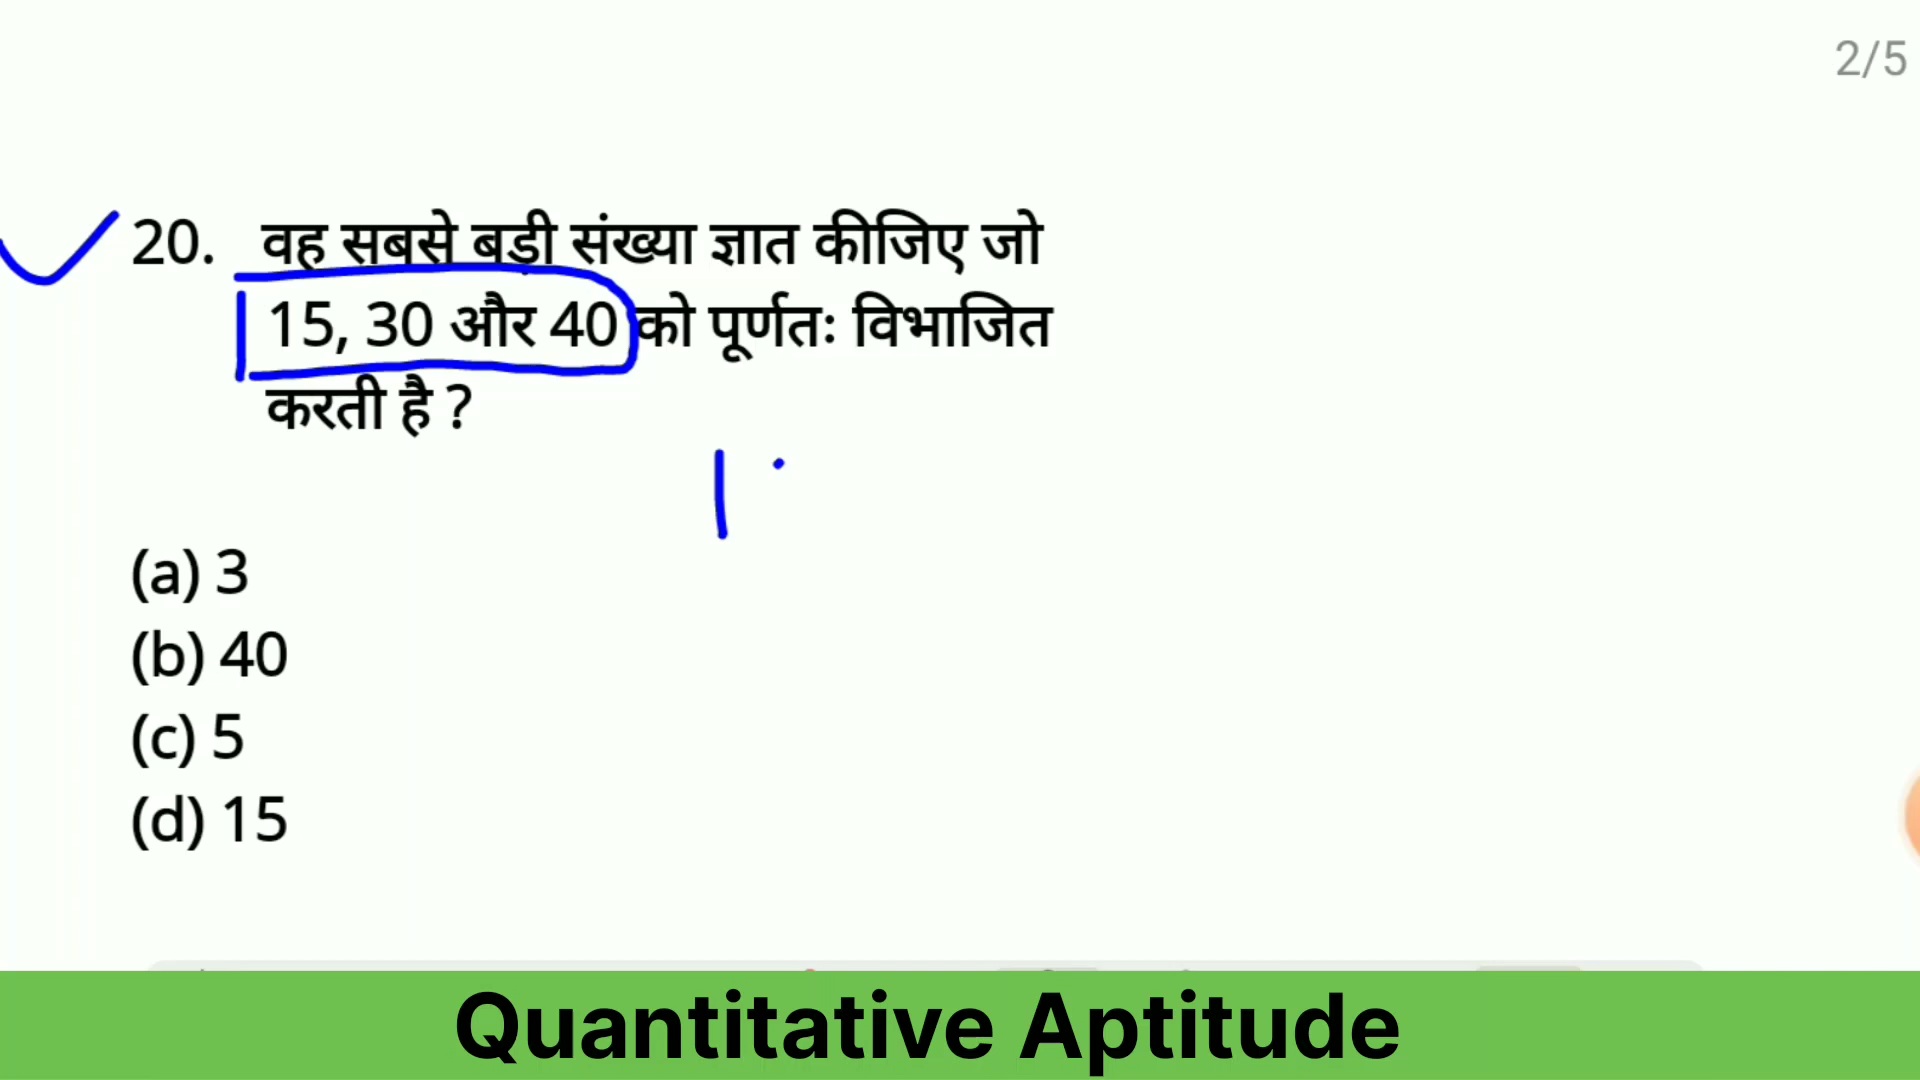 2/5
20. वह सबसे बड़ी संख्या ज्ञात कीजिए जो
15, 30 और 40 को पूर्णतः विभाजित
करती है ?
(a) 3
(b) 40
(c) 5
(d) 15
Quantitative Aptitude